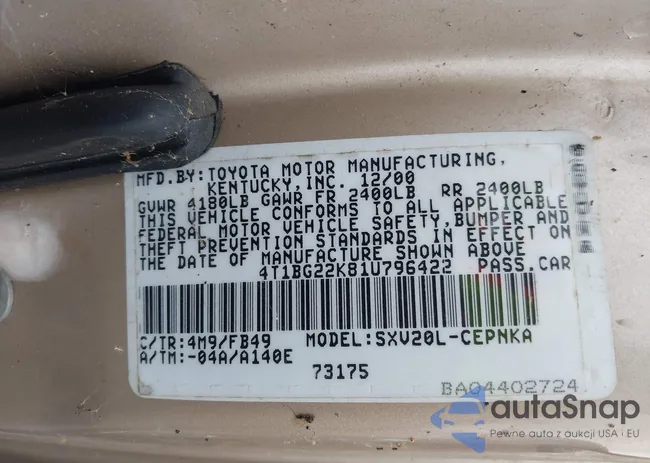 MFD.BY:TOYOTA MOTOR MANUFACTURING,
KENTUCKY,INC. 12/00
GVWR 4180LB GAWR FR 2400LB RR 2400LB
THIS VEHICLE CONFORMS TO ALL APPLICABLE
FEDERAL MOTOR VEHICLE SAFETY,BUMPER AND
THEFT PREVENTION STANDARDS IN EFFECT ON
THE DATE OF MANUFACTURE SHOWN ABOVE
4T1BG22K81U796422 PASS.CAR
C/TR:4M9/FB49 MODEL:SXV20L-CEPNKA
A/TM:-04A/A140E
73175
BA04402724
autoSnap
Pewne auto z aukcji USA i EU